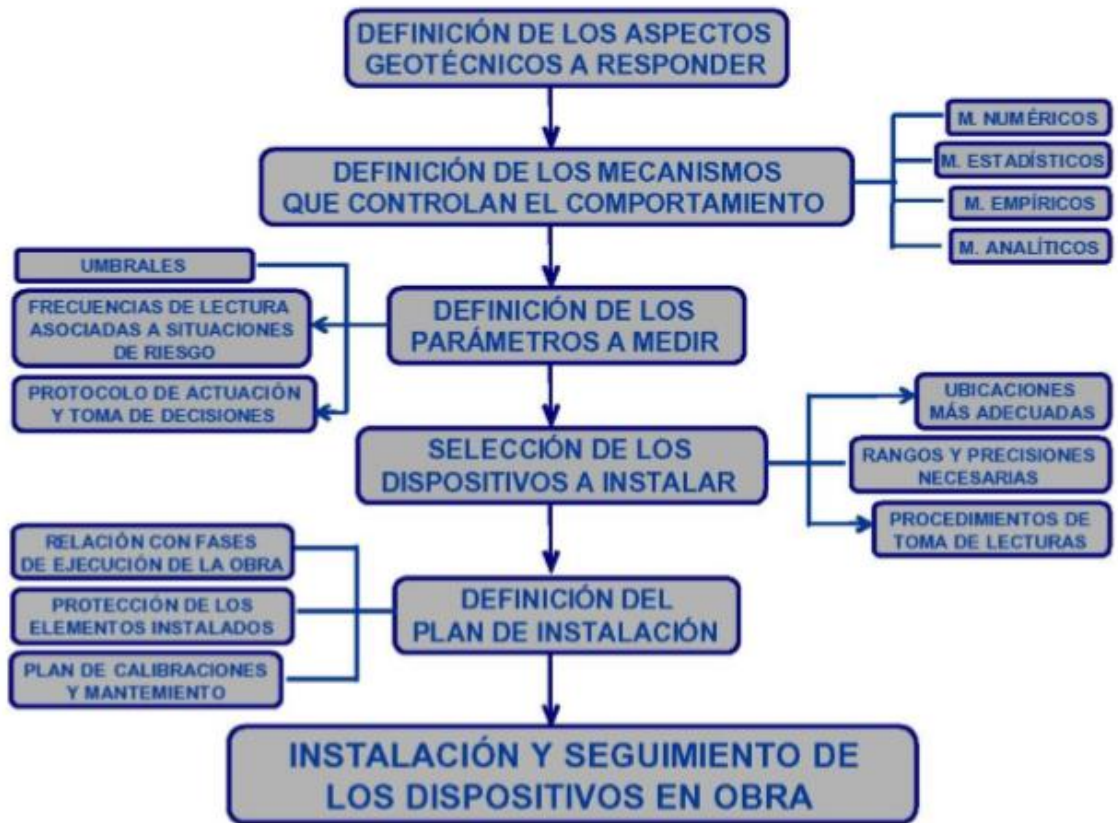 DEFINICIÓN DE LOS ASPECTOS
GEOTÉCNICOS A RESPONDER
DEFINICIÓN DE LOS MECANISMOS
QUE CONTROLAN EL COMPORTAMIENTO
M. NUMÉRICOS
M. ESTADÍSTICOS
M. EMPÍRICOS
M. ANALÍTICOS
UMBRALES
FRECUENCIAS DE LECTURA
ASOCIADAS A SITUACIONES
DE RIESGO
PROTOCOLO DE ACTUACIÓN
Y TOMA DE DECISIONES
DEFINICIÓN DE LOS
PARÁMETROS A MEDIR
SELECCIÓN DE LOS
DISPOSITIVOS A INSTALAR
UBICACIONES
MÁS ADECUADAS
RANGOS Y PRECISIONES
NECESARIAS
PROCEDIMIENTOS DE
TOMA DE LECTURAS
RELACIÓN CON FASES
DE EJECUCIÓN DE LA OBRA
PROTECCIÓN DE LOS
ELEMENTOS INSTALADOS
PLAN DE CALIBRACIONES
Y MANTEMIENTO
DEFINICIÓN DEL
PLAN DE INSTALACIÓN
INSTALACIÓN Y SEGUIMIENTO DE
LOS DISPOSITIVOS EN OBRA